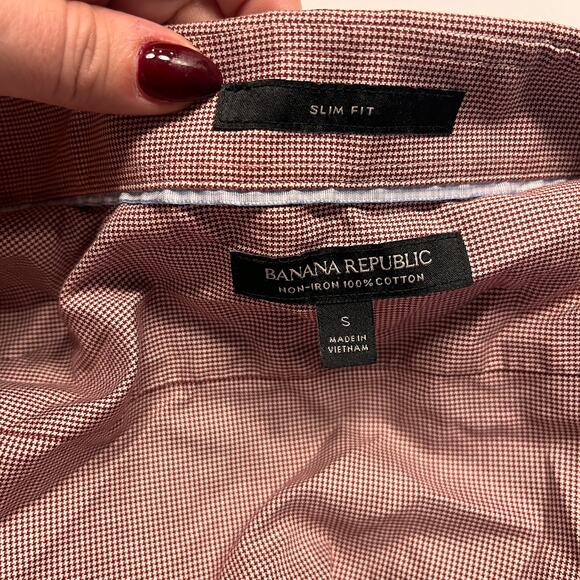 SLIM FIT
BANANA REPUBLIC
NON-IRON 100% COTTON
S
MADE IN
VIETNAM